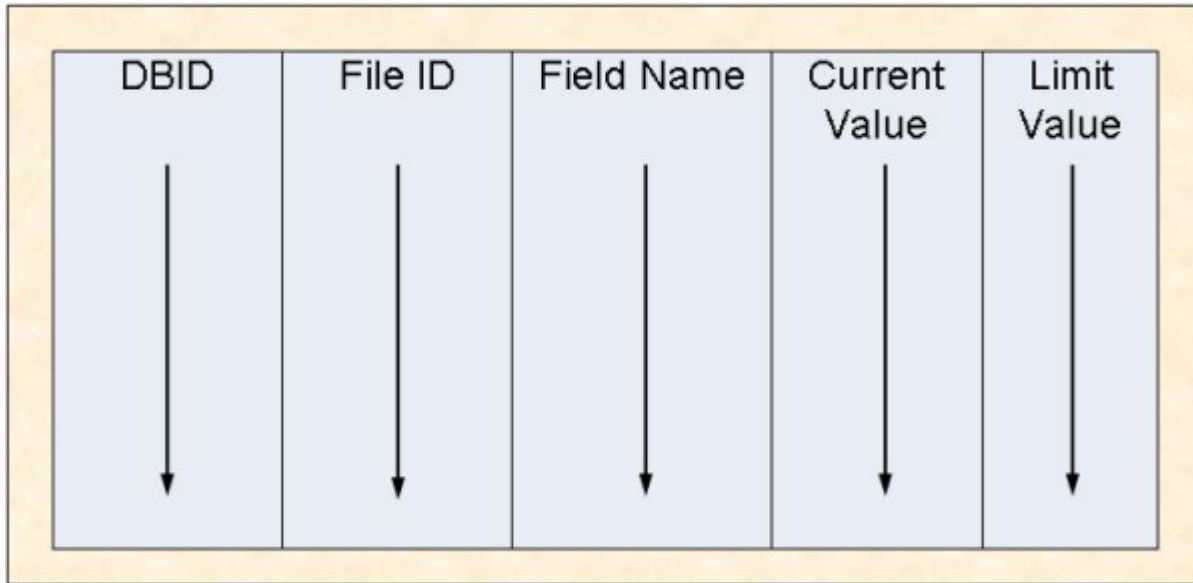 DBID
File ID
Field Name
Current
Value
Limit
Value